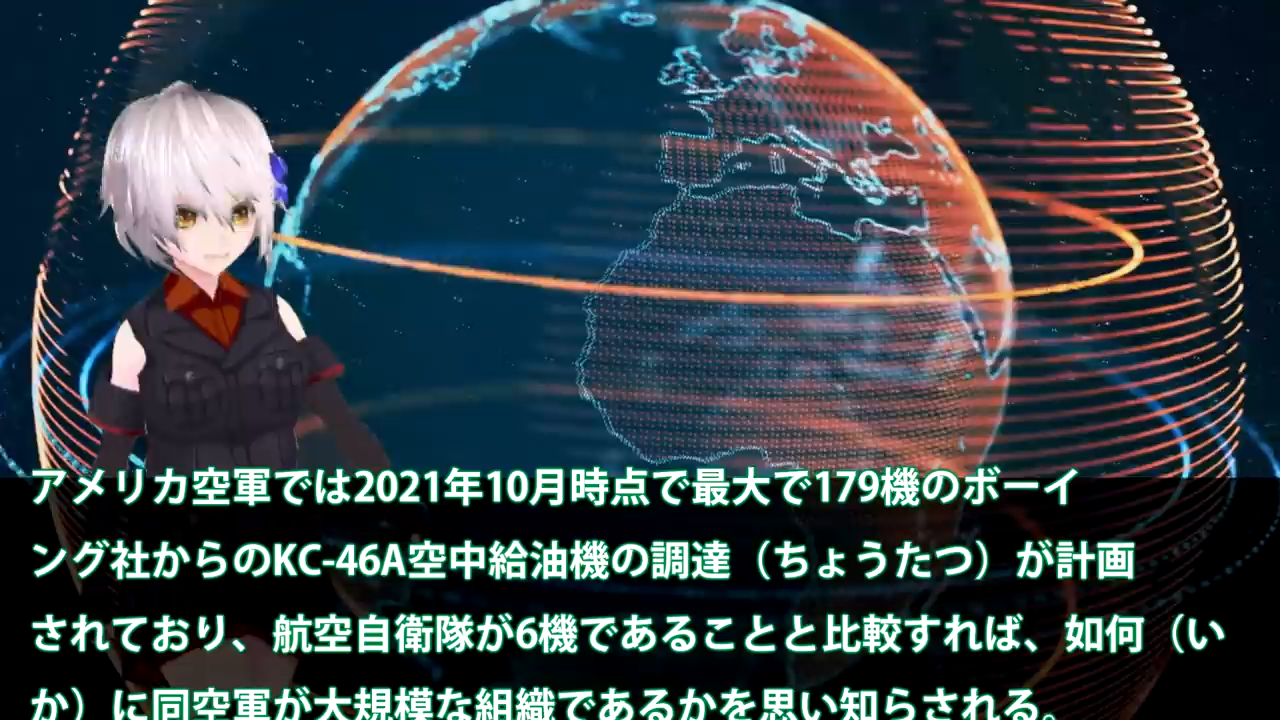 アメリカ空軍では2021年10月時点で最大で179機のボーイ
ング社からのKC-46A空中給油機の調達（ちょうたつ）が計画
されており、航空自衛隊が6機であることと比較すれば、如何（い
か）に同空軍が大規模な組織であるかを思い知らされる。